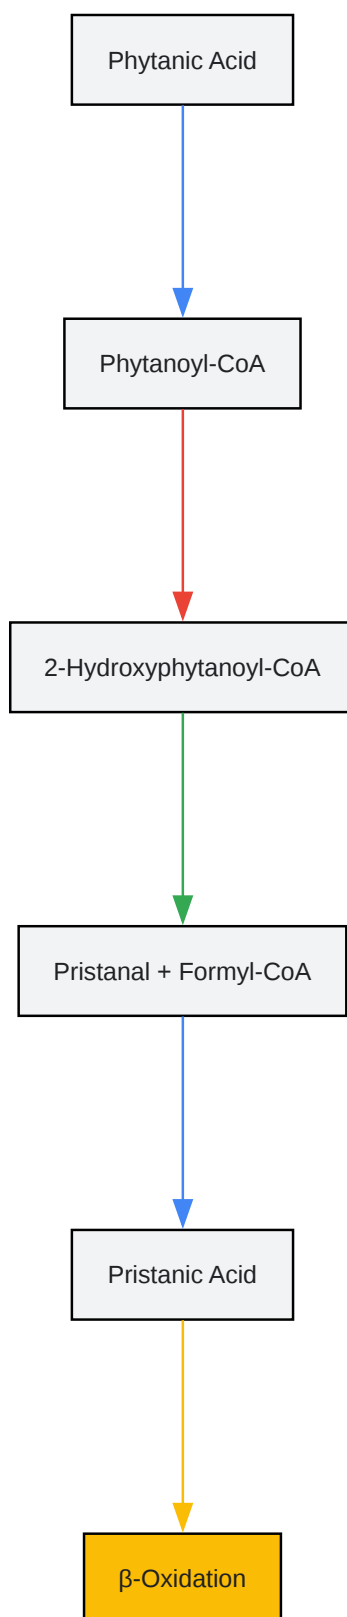 Phytanic Acid
Phytanoyl-CoA
2-Hydroxyphytanoyl-CoA
Pristanal + Formyl-CoA
Pristanic Acid
β-Oxidation